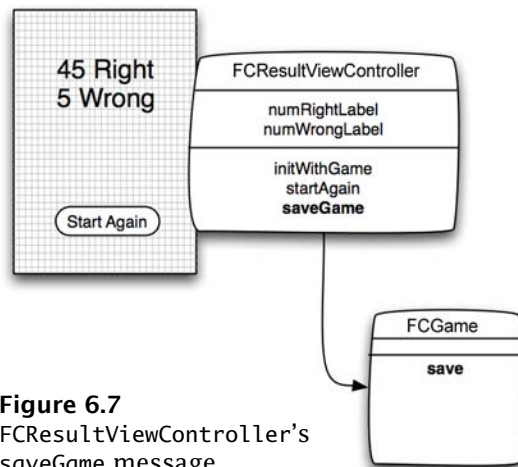 45 Right
5 Wrong
Start Again
FCResultViewController
numRightLabel
numWrongLabel
initWithGame
startAgain
saveGame
FCGame
save
Figure 6.7
FCResultViewController's
saveGame message